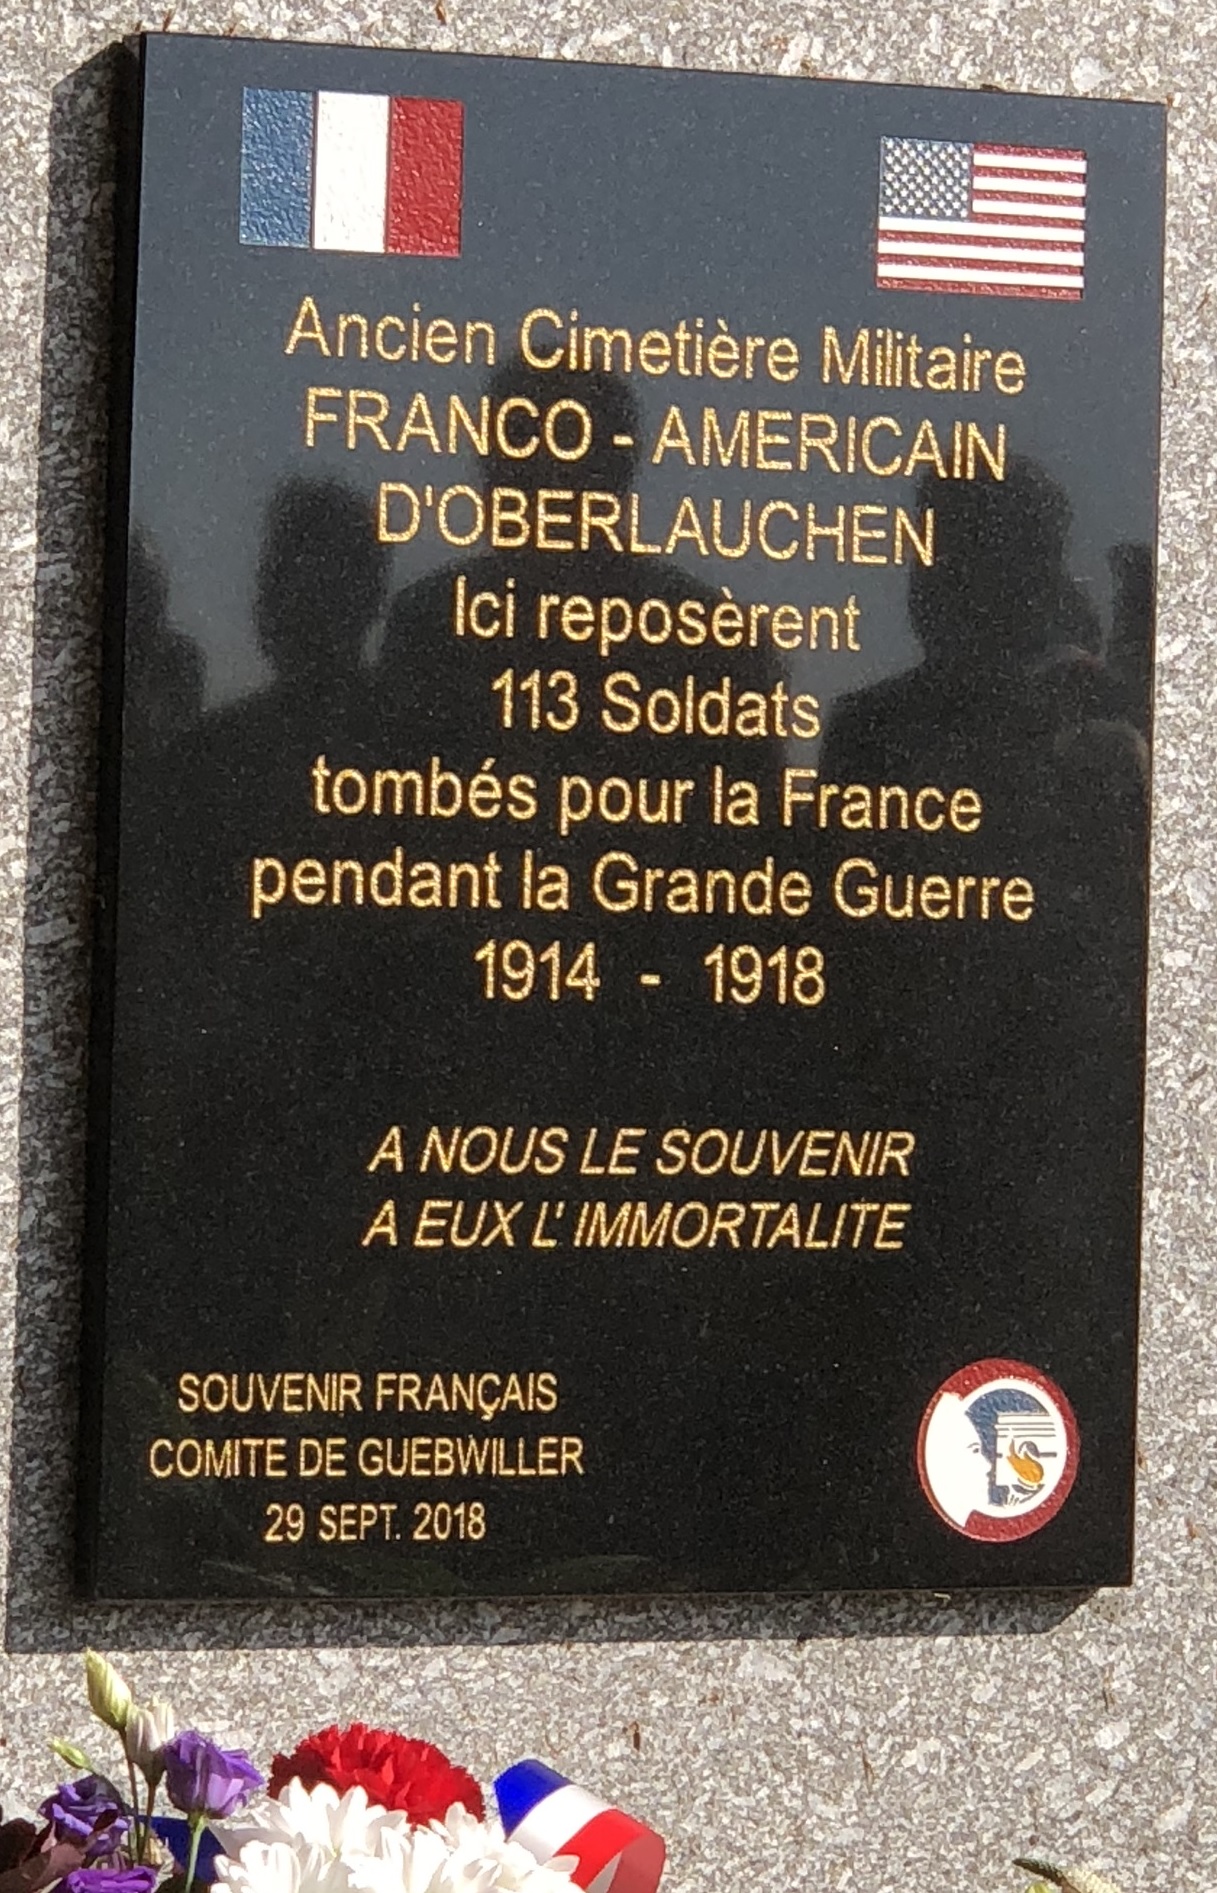 Ancien Cimetière Militaire
FRANCO - AMERICAIN
D'OBERLAUCHEN
Ici reposèrent
113 Soldats
tombés pour la France
pendant la Grande Guerre
1914 - 1918
A NOUS LE SOUVENIR
A EUX L' IMMORTALITE
SOUVENIR FRANÇAIS
COMITE DE GUEBWILLER
29 SEPT. 2018